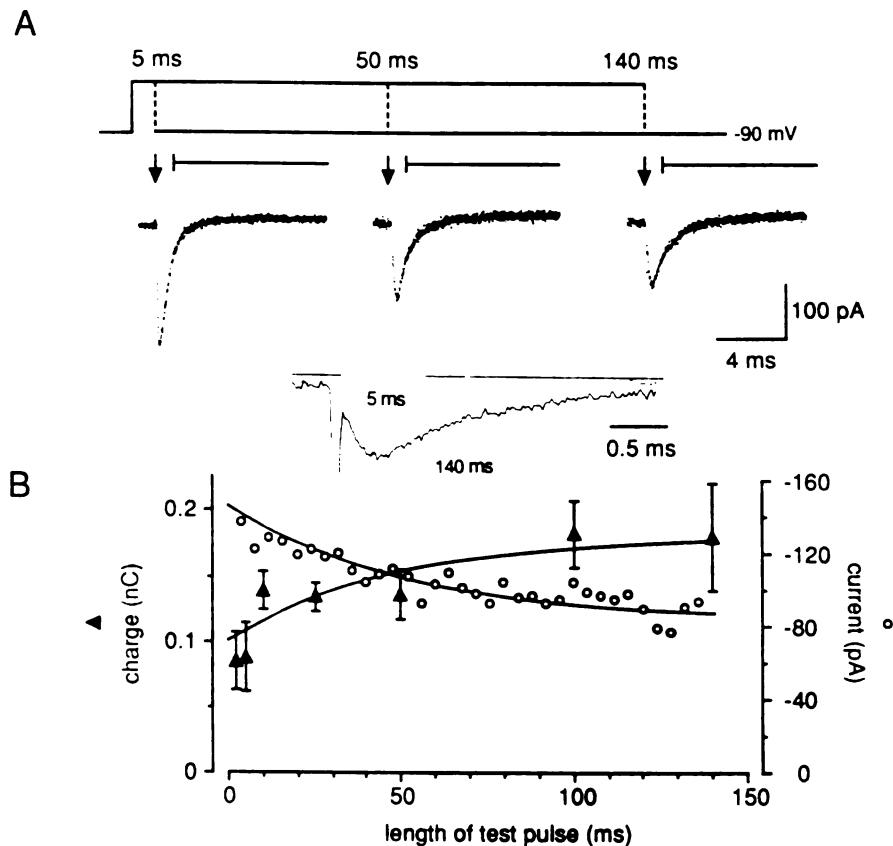 A
5 ms 50 ms 140 ms
-90 mV
100 pA
4 ms
5 ms
0.5 ms
140 ms
B
0.2
0.1
0
charge (nC)
-160
-120
-80
-40
0
current (pA)
0 50 100 150
length of test pulse (ms)